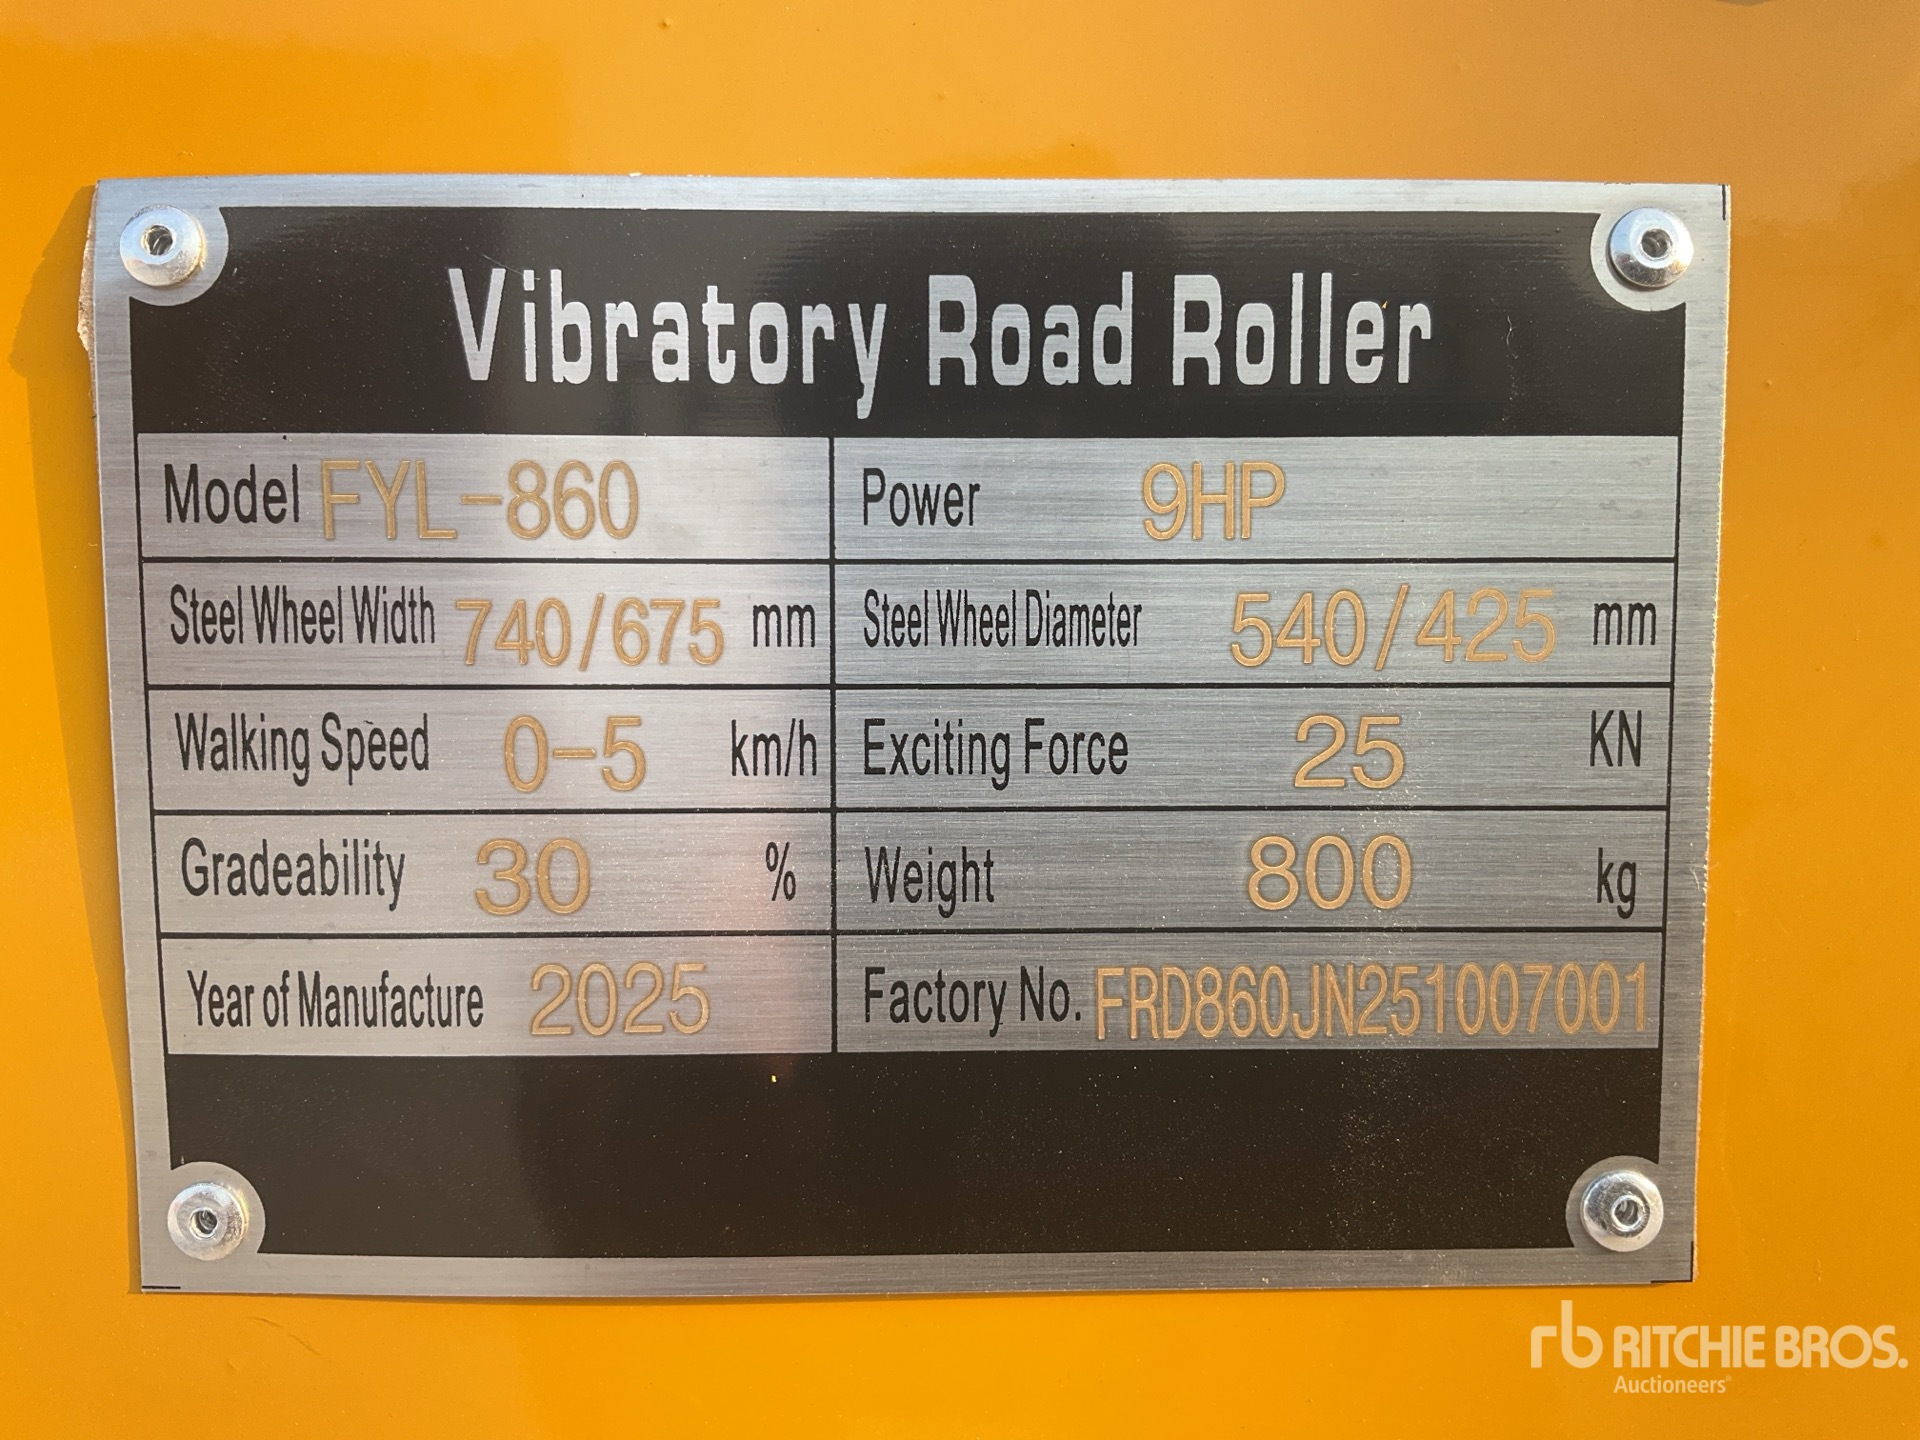 Vibratory Road Roller
Model FYL-860 Power 9HP
Steel Wheel Width 740/675 mm Steel Wheel Diameter 540/425 mm
Walking Speed 0-5 km/h Exciting Force 25 KN
Gradeability 30 % Weight 800 kg
Year of Manufacture 2025 Factory No. FRD860JN251007001
rb RITCHIE BROS.
Auctioneers